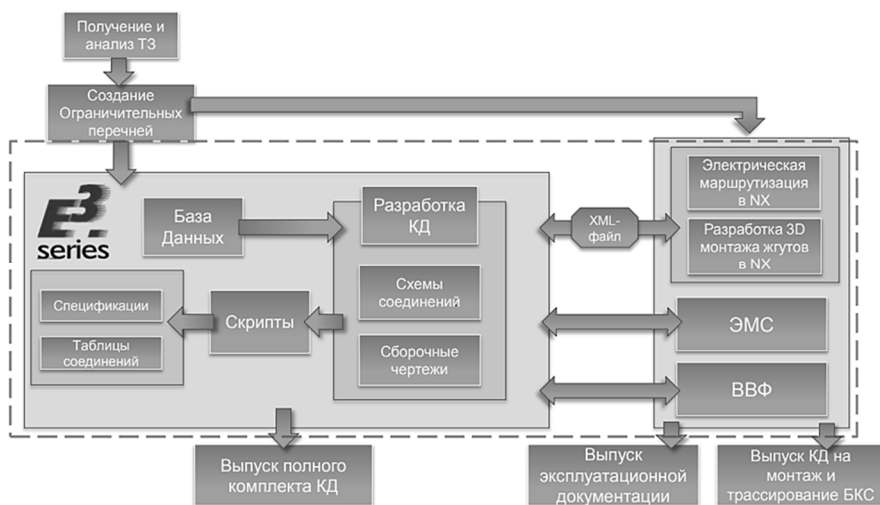 Получение и
анализ ТЗ
Создание
Ограничительных
перечней
E3.
series
База
Данных
Разработка
КД
Схемы
соединений
Сборочные
чертежи
Скрипты
Спецификации
Таблицы
соединений
XML-
файл
Электрическая
маршрутизация
в NX
Разработка 3D
монтажа жгутов
в NX
ЭМС
ВВФ
Выпуск полного
комплекта КД
Выпуск
эксплуатационной
документации
Выпуск КД на
монтаж и
трассирование БКС